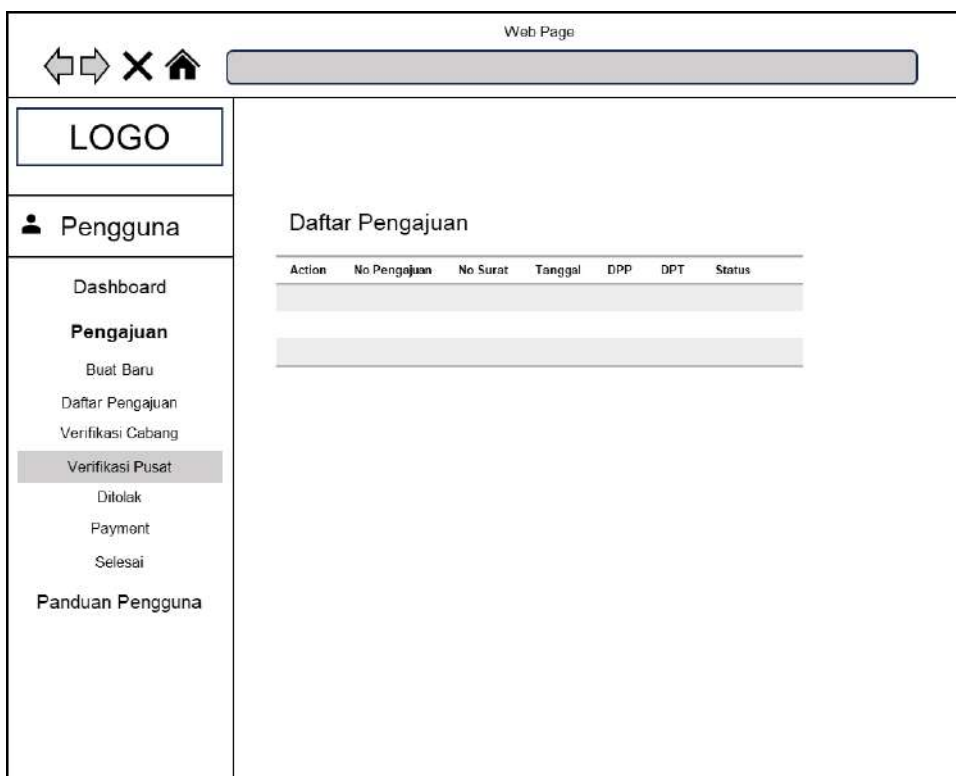 Web Page
LOGO
Pengguna
Dashboard
Pengajuan
Buat Baru
Daftar Pengajuan
Verifikasi Cabang
Verifikasi Pusat
Ditolak
Payment
Selesai
Panduan Pengguna
Daftar Pengajuan
Action No Pengajuan No Surat Tanggal DPP DPT Status